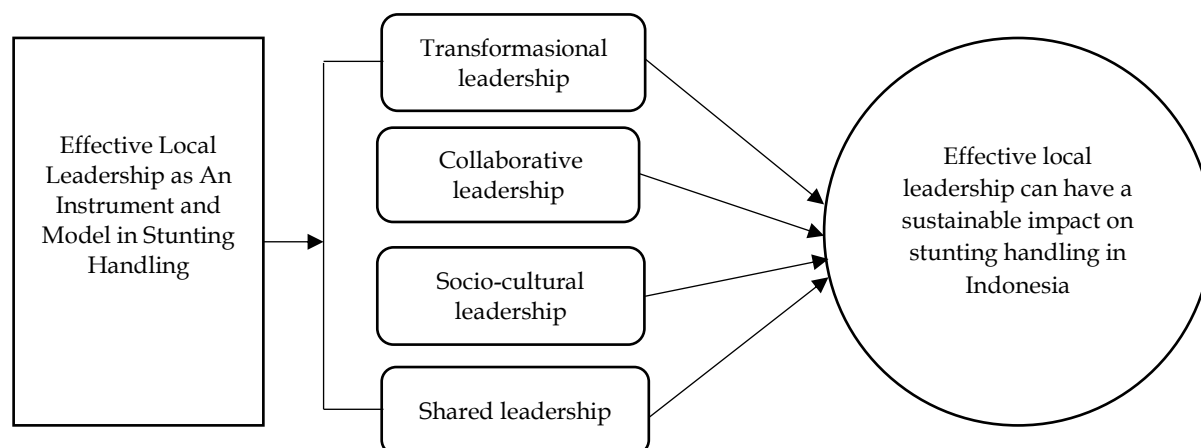 Effective Local
Leadership as An
Instrument and
Model in Stunting
Handling
Transformasional
leadership
Collaborative
leadership
Socio-cultural
leadership
Shared leadership
Effective local
leadership can have a
sustainable impact on
stunting handling in
Indonesia